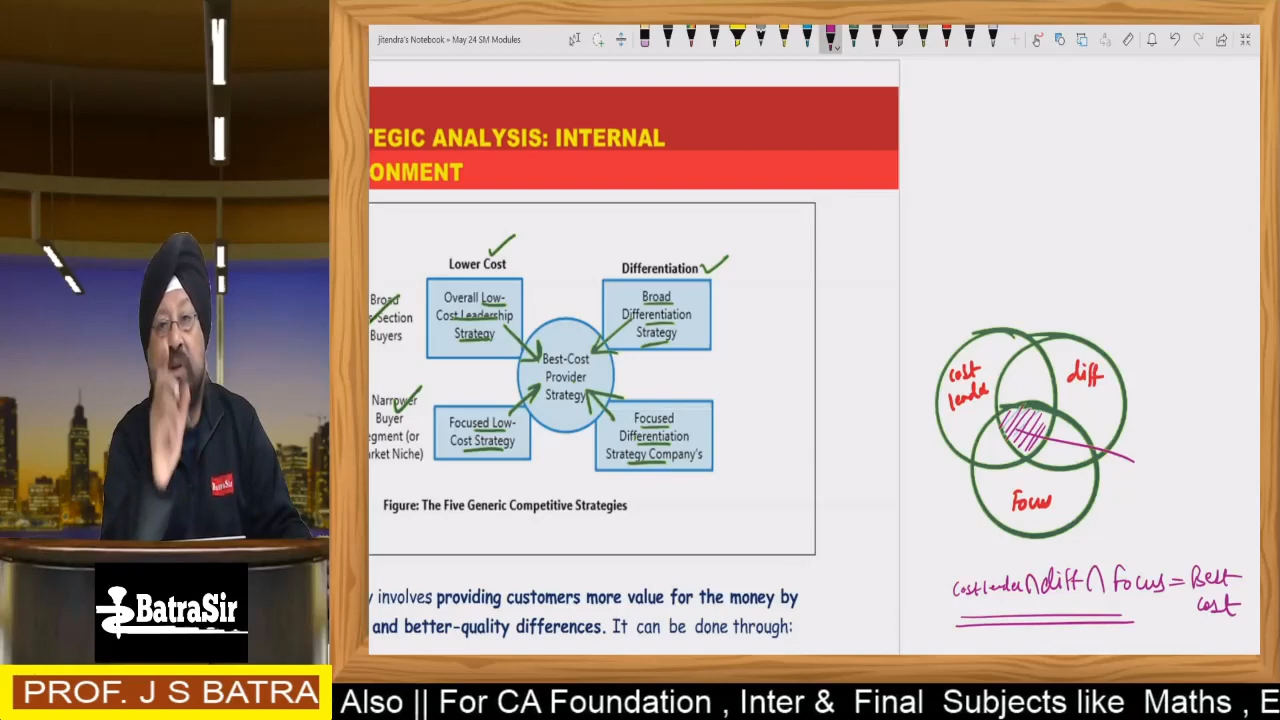 jitendra's Notebook » May 24 SM Modules
TEGIC ANALYSIS: INTERNAL
ONMENT
Lower Cost
Differentiation
Broad
Section
Buyers
Overall Low-
Cost Leadership
Strategy
Broad
Differentiation
Strategy
Best-Cost
Provider
Strategy
Narrower
Buyer
egment (or
arket Niche)
Focused Low-
Cost Strategy
Focused
Differentiation
Strategy Company's
Figure: The Five Generic Competitive Strategies
y involves providing customers more value for the money by
and better-quality differences. It can be done through:
cost
leade
diff
Focus
cost leader ∩ diff ∩ Focus = Best
cost
BatraSir
BatraSir
PROF. J S BATRA
Also || For CA Foundation , Inter & Final Subjects like Maths , E